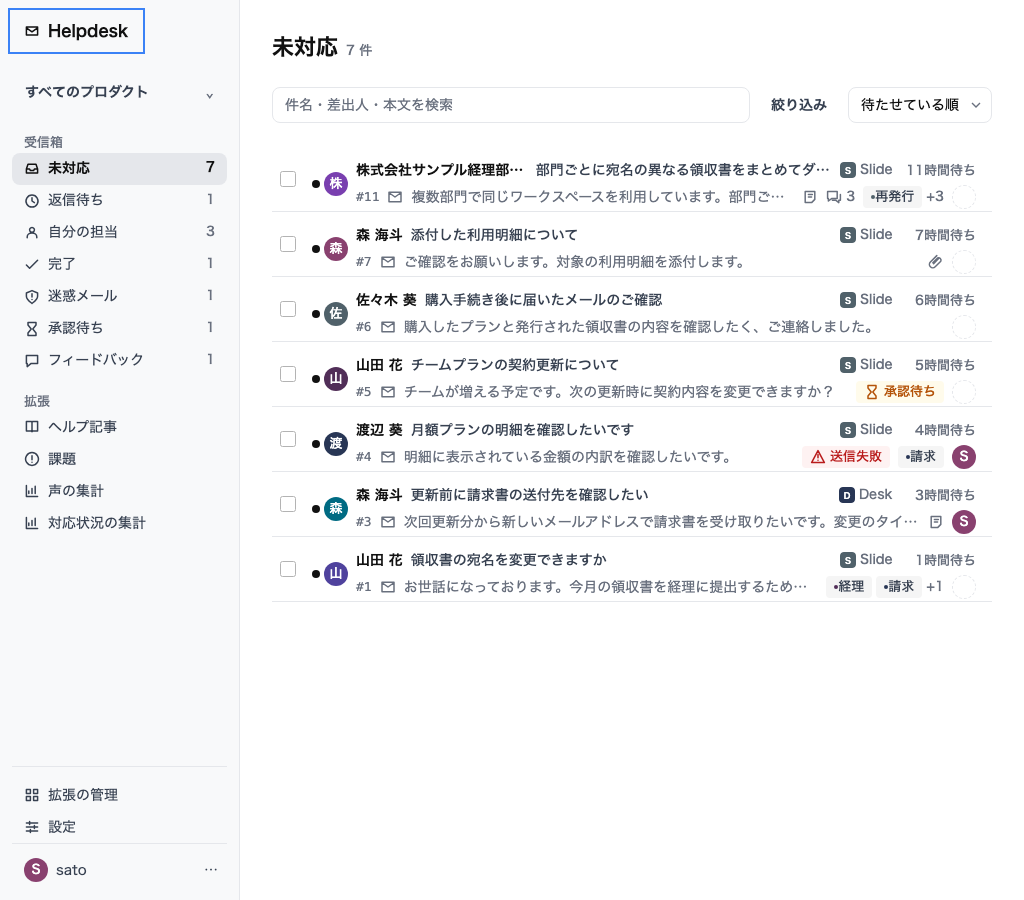 Helpdesk
すべてのプロダクト
受信箱
未対応 7
返信待ち 1
自分の担当 3
完了 1
迷惑メール 1
承認待ち 1
フィードバック 1
拡張
ヘルプ記事
課題
声の集計
対応状況の集計
拡張の管理
設定
S sato ···
未対応 7 件
件名・差出人・本文を検索 絞り込み 待たせている順
株 株式会社サンプル経理部… 部門ごとに宛名の異なる領収書をまとめてダ… S Slide 11時間待ち
#11 複数部門で同じワークスペースを利用しています。部門ご… 3 •再発行 +3
森 森 海斗 添付した利用明細について S Slide 7時間待ち
#7 ご確認をお願いします。対象の利用明細を添付します。
佐 佐々木 葵 購入手続き後に届いたメールのご確認 S Slide 6時間待ち
#6 購入したプランと発行された領収書の内容を確認したく、ご連絡しました。
山 山田 花 チームプランの契約更新について S Slide 5時間待ち
#5 チームが増える予定です。次の更新時に契約内容を変更できますか？ 承認待ち
渡 渡辺 葵 月額プランの明細を確認したいです S Slide 4時間待ち
#4 明細に表示されている金額の内訳を確認したいです。 送信失敗 •請求 S
森 森 海斗 更新前に請求書の送付先を確認したい D Desk 3時間待ち
#3 次回更新分から新しいメールアドレスで請求書を受け取りたいです。変更のタイ… S
山 山田 花 領収書の宛名を変更できますか S Slide 1時間待ち
#1 お世話になっております。今月の領収書を経理に提出するため… •経理 •請求 +1